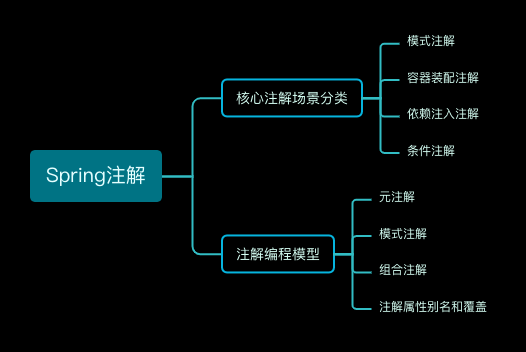 Spring注解
核心注解场景分类
模式注解
容器装配注解
依赖注入注解
条件注解
注解编程模型
元注解
模式注解
组合注解
注解属性别名和覆盖